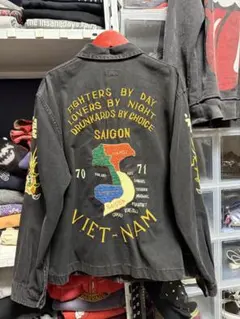 FIGHTERS BY DAY
LOVERS BY NIGHT
DRUNKARDS BY CHOICE
SAIGON
70 71
VIET-NAM